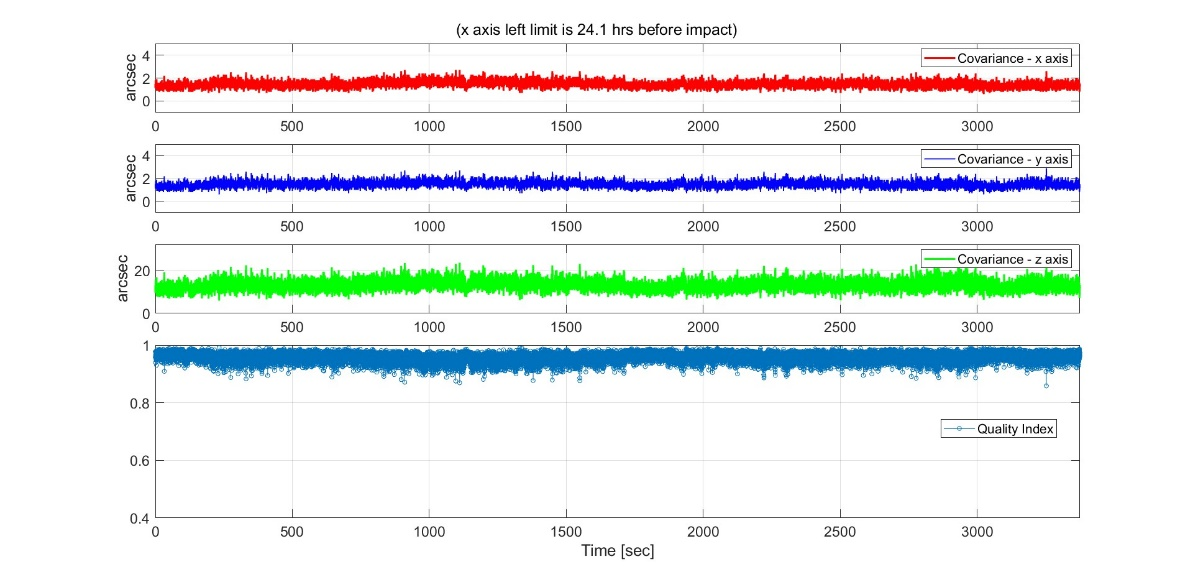 (x axis left limit is 24.1 hrs before impact)
4
2
0
arcsec
Covariance - x axis
0 500 1000 1500 2000 2500 3000
4
2
0
arcsec
Covariance - y axis
0 500 1000 1500 2000 2500 3000
20
0
arcsec
Covariance - z axis
0 500 1000 1500 2000 2500 3000
1
0.8
0.6
0.4
Quality Index
0 500 1000 1500 2000 2500 3000
Time [sec]